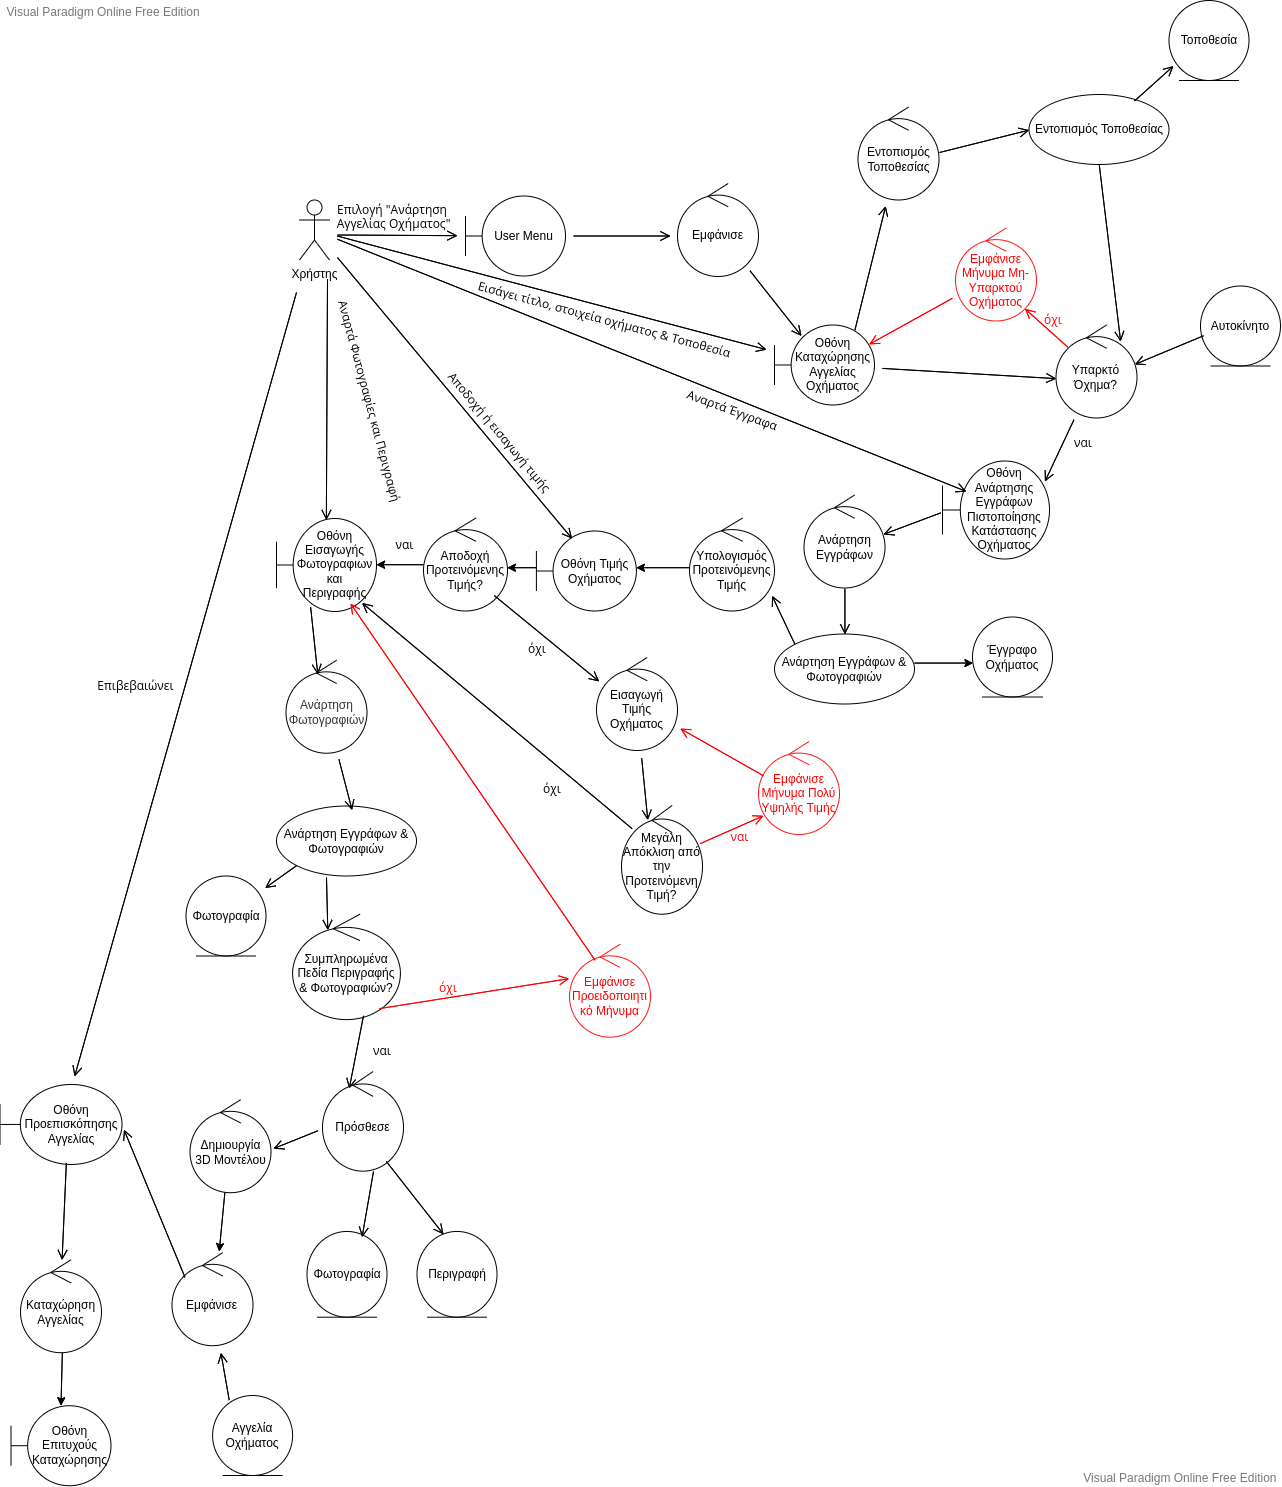 Visual Paradigm Online Free Edition
Τοποθεσία
Εντοπισμός Τοποθεσίας
Εντοπισμός
Τοποθεσίας
Επιλογή "Ανάρτηση
Αγγελίας Οχήματος"
User Menu
Εμφάνισε
Χρήστης
Εμφάνισε
Μήνυμα Μη-
Υπαρκτού
Οχήματος
όχι
Αυτοκίνητο
Εισάγει τίτλο, στοιχεία οχήματος & Τοποθεσία
Οθόνη
Καταχώρησης
Αγγελίας
Οχήματος
Υπαρκτό
Όχημα?
Αναρτά Φωτογραφίες και Περιγραφή
Αποδοχή ή εισαγωγή τιμής
Αναρτά Έγγραφα
ναι
Οθόνη
Ανάρτησης
Εγγράφων
Πιστοποίησης
Κατάστασης
Οχήματος
Οθόνη
Εισαγωγής
Φωτογραφιων
και
Περιγραφής
ναι
Αποδοχή
Προτεινόμενης
Τιμής?
Οθόνη Τιμής
Οχήματος
Υπολογισμός
Προτεινόμενης
Τιμής
Ανάρτηση
Εγγράφων
όχι
Ανάρτηση Εγγράφων &
Φωτογραφιών
Έγγραφο
Οχήματος
Επιβεβαιώνει
Ανάρτηση
Φωτογραφιών
Εισαγωγή
Τιμής
Οχήματος
όχι
Εμφάνισε
Μήνυμα Πολύ
Υψηλής Τιμής
ναι
Ανάρτηση Εγγράφων &
Φωτογραφιών
Μεγάλη
Απόκλιση από
την
Προτεινόμενη
Τιμή?
Φωτογραφία
Συμπληρωμένα
Πεδία Περιγραφής
& Φωτογραφιών?
όχι
Εμφάνισε
Προειδοποιητι
κό Μήνυμα
ναι
Οθόνη
Προεπισκόπησης
Αγγελίας
Δημιουργία
3D Μοντέλου
Πρόσθεσε
Φωτογραφία
Περιγραφή
Καταχώρηση
Αγγελίας
Εμφάνισε
Οθόνη
Επιτυχούς
Καταχώρησης
Αγγελία
Οχήματος
Visual Paradigm Online Free Edition